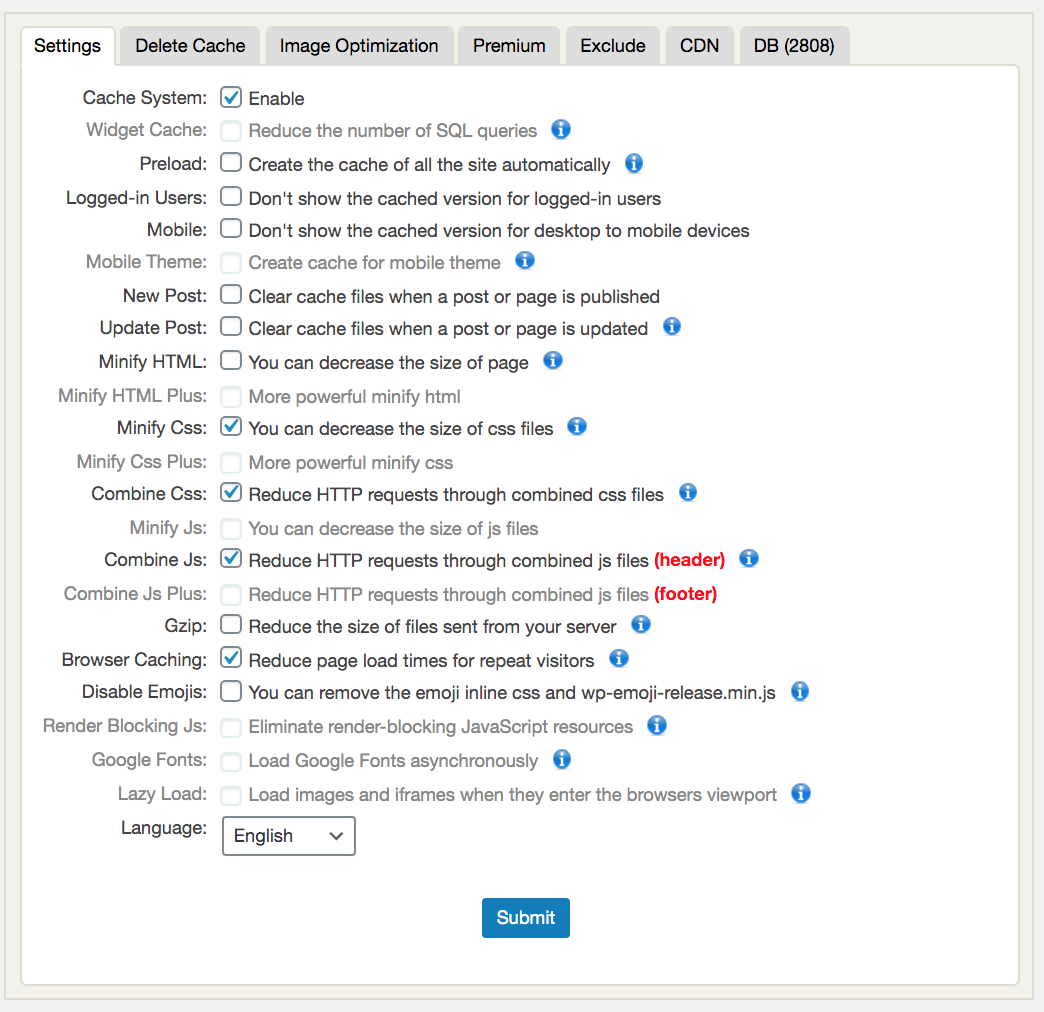 Settings Delete Cache Image Optimization Premium Exclude CDN DB (2808)
Cache System: Enable
Widget Cache: Reduce the number of SQL queries
Preload: Create the cache of all the site automatically
Logged-in Users: Don't show the cached version for logged-in users
Mobile: Don't show the cached version for desktop to mobile devices
Mobile Theme: Create cache for mobile theme
New Post: Clear cache files when a post or page is published
Update Post: Clear cache files when a post or page is updated
Minify HTML: You can decrease the size of page
Minify HTML Plus: More powerful minify html
Minify Css: You can decrease the size of css files
Minify Css Plus: More powerful minify css
Combine Css: Reduce HTTP requests through combined css files
Minify Js: You can decrease the size of js files
Combine Js: Reduce HTTP requests through combined js files (header)
Combine Js Plus: Reduce HTTP requests through combined js files (footer)
Gzip: Reduce the size of files sent from your server
Browser Caching: Reduce page load times for repeat visitors
Disable Emojis: You can remove the emoji inline css and wp-emoji-release.min.js
Render Blocking Js: Eliminate render-blocking JavaScript resources
Google Fonts: Load Google Fonts asynchronously
Lazy Load: Load images and iframes when they enter the browsers viewport
Language: English
Submit